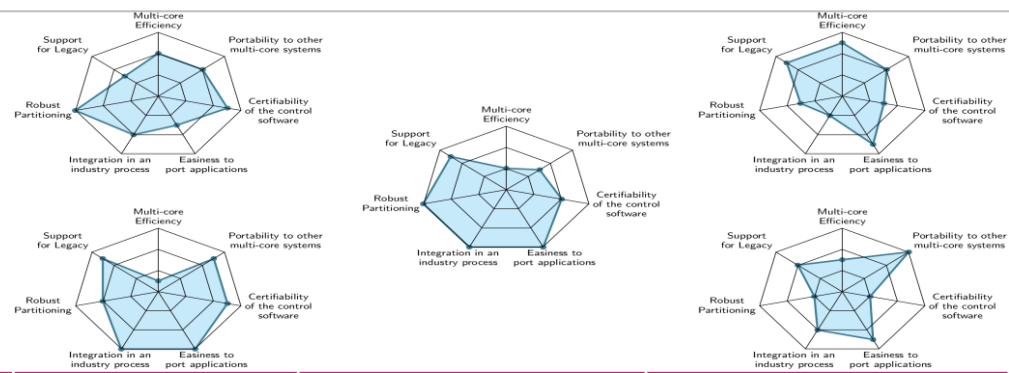 Multi-core
Efficiency
Support
for Legacy
Portability to other
multi-core systems
Robust
Partitioning
Certifiability
of the control
software
Integration in an
industry process
Easiness to
port applications
Multi-core
Efficiency
Support
for Legacy
Portability to other
multi-core systems
Robust
Partitioning
Certifiability
of the control
software
Integration in an
industry process
Easiness to
port applications
Multi-core
Efficiency
Support
for Legacy
Portability to other
multi-core systems
Robust
Partitioning
Certifiability
of the control
software
Integration in an
industry process
Easiness to
port applications
Multi-core
Efficiency
Support
for Legacy
Portability to other
multi-core systems
Robust
Partitioning
Certifiability
of the control
software
Integration in an
industry process
Easiness to
port applications
Multi-core
Efficiency
Support
for Legacy
Portability to other
multi-core systems
Robust
Partitioning
Certifiability
of the control
software
Integration in an
industry process
Easiness to
port applications